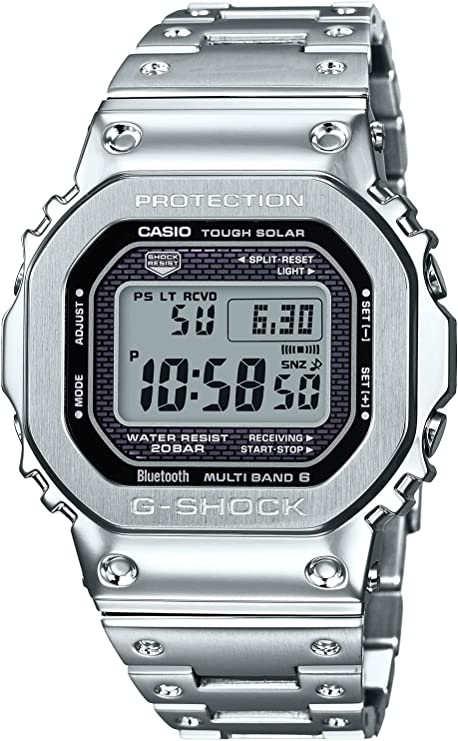 PROTECTION
CASIO TOUGH SOLAR
SHOCK RESIST
◄ SPLIT·RESET
LIGHT ►
PS LT RCVD
SU 6.30
P 10:58 50
SNZ
ADJUST
MODE
SET [–]
SET [+]
WATER RESIST
20BAR
RECEIVING ►
START·STOP ►
Bluetooth MULTI BAND 6
G-SHOCK